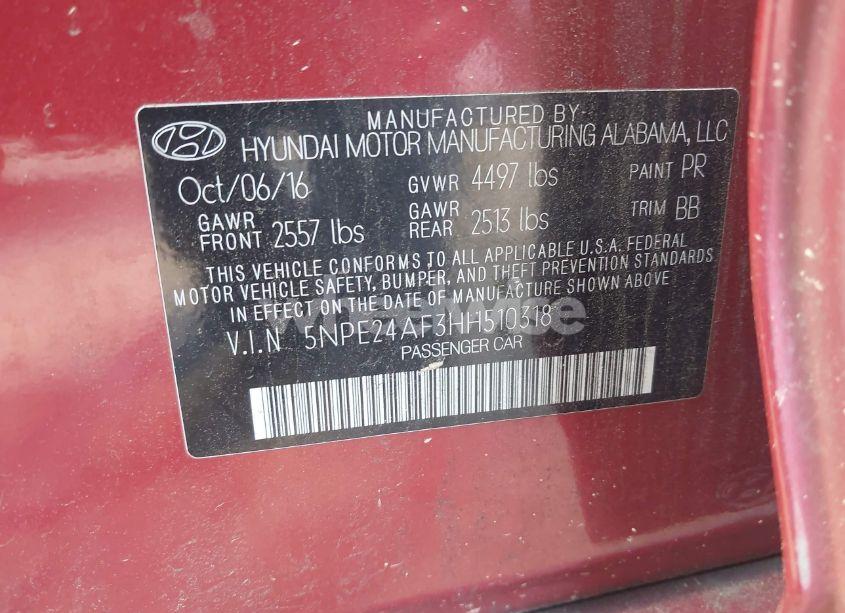 MANUFACTURED BY
HYUNDAI MOTOR MANUFACTURING ALABAMA, LLC
Oct/06/16 GVWR 4497 lbs PAINT PR
GAWR FRONT 2557 lbs GAWR REAR 2513 lbs TRIM BB
THIS VEHICLE CONFORMS TO ALL APPLICABLE U.S.A. FEDERAL
MOTOR VEHICLE SAFETY, BUMPER, AND THEFT PREVENTION STANDARDS
IN EFFECT ON THE DATE OF MANUFACTURE SHOWN ABOVE
V.I.N 5NPE24AF3HH510318
PASSENGER CAR